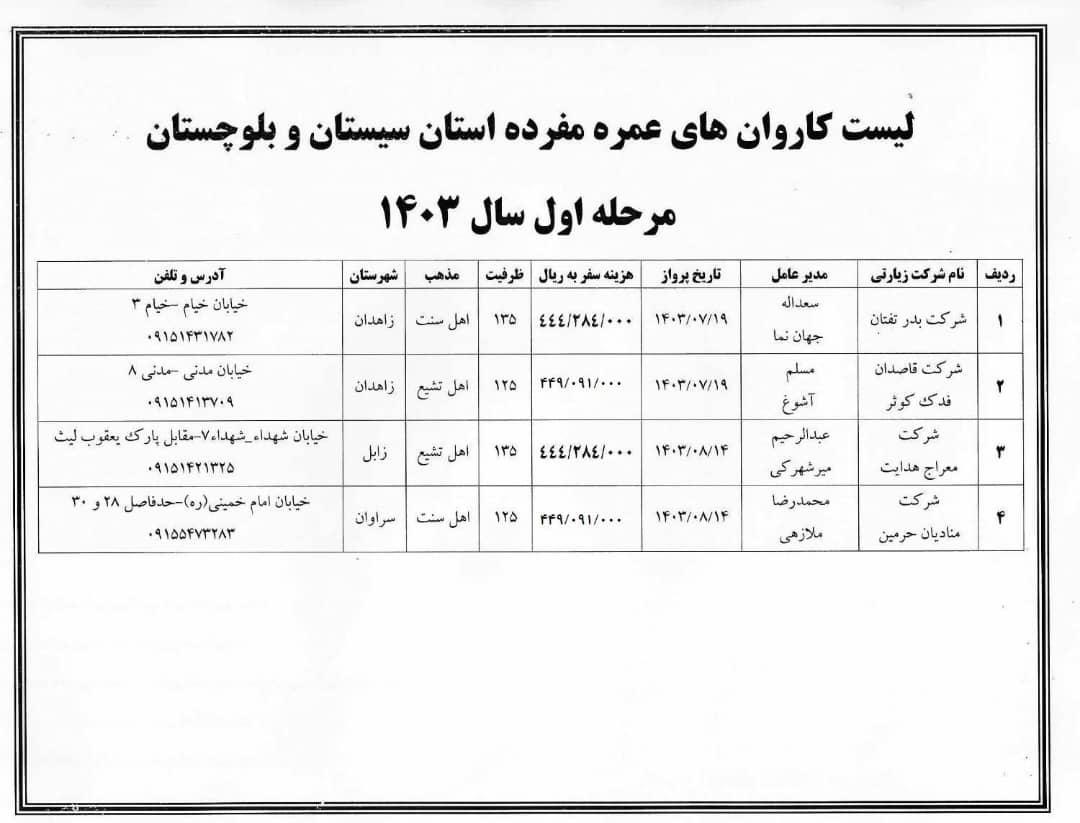 لیست کاروان های عمره مفرده استان سیستان و بلوچستان
مرحله اول سال ۱۴۰۳
ردیف نام شرکت زیارتی مدیر عامل تاریخ پرواز هزینه سفر به ریال ظرفیت مذهب شهرستان آدرس و تلفن
۱ شرکت بدر تفتان سعداله جهان نما ۱۴۰۳/۰۷/۱۹ ٤٤٤/٢٨٤/٠٠٠ ۱۳۵ اهل سنت زاهدان خیابان خیام –خیام ۳
۰۹۱۵۱۴۳۱۷۸۲
۲ شرکت قاصدان فدک کوثر مسلم آشوغ ۱۴۰۳/۰۷/۱۹ ۴۴۹/۰۹۱/۰۰۰ ۱۲۵ اهل تشیع زاهدان خیابان مدنی –مدنی ۸
۰۹۱۵۱۴۱۳۷۰۹
۳ شرکت معراج هدایت عبدالرحیم میرشهرکی ۱۴۰۳/۰۸/۱۴ ٤٤٤/٢٨٤/٠٠٠ ۱۳۵ اهل تشیع زابل خیابان شهداء_شهداء۷–مقابل پارک یعقوب لیث
۰۹۱۵۱۴۲۱۳۲۵
۴ شرکت منادیان حرمین محمدرضا ملازهی ۱۴۰۳/۰۸/۱۴ ۴۴۹/۰۹۱/۰۰۰ ۱۲۵ اهل سنت سراوان خیابان امام خمینی(ره)–حدفاصل ۲۸ و ۳۰
۰۹۱۵۵۴۷۳۲۸۳